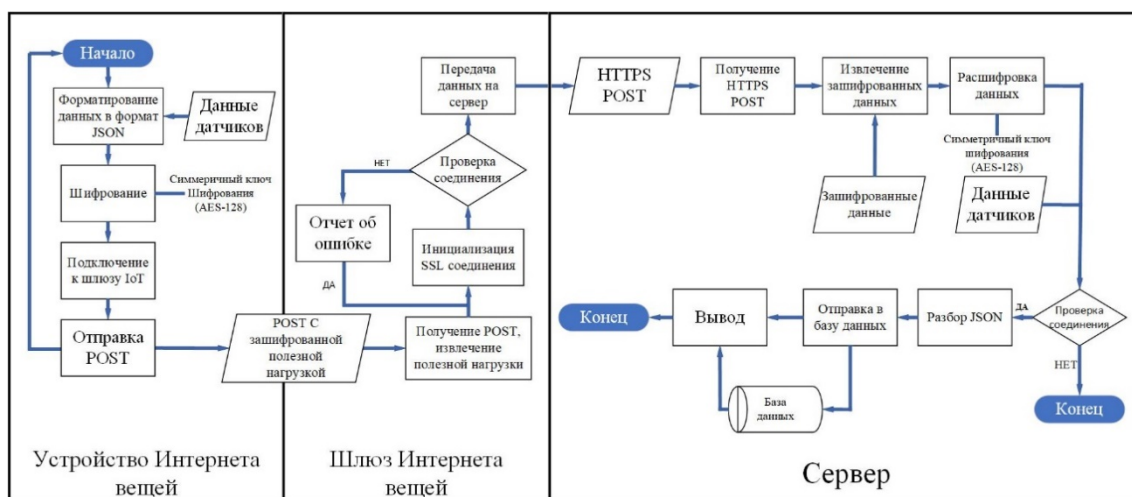 Начало
Форматирование
данных в формат
JSON
Данные
датчиков
Шифрование
Симмеричный ключ
Шифрования
(AES-128)
Подключение
к шлюзу IoT
Отправка
POST
Устройство Интернета
вещей
POST С
зашифрованной
полезной
нагрузкой
Получение POST,
извлечение
полезной нагрузки
Инициализация
SSL соединения
Проверка
соединения
НЕТ
Отчет об
ошибке
ДА
Передача
данных на
сервер
Шлюз Интернета
вещей
HTTPS
POST
Получение
HTTPS
POST
Извлечение
зашифрованных
данных
Зашифрованные
данные
Расшифровка
данных
Симметричный ключ
шифрования
(AES-128)
Данные
датчиков
Проверка
соединения
ДА
НЕТ
Конец
Разбор JSON
Отправка в
базу данных
База
данных
Вывод
Конец
Сервер